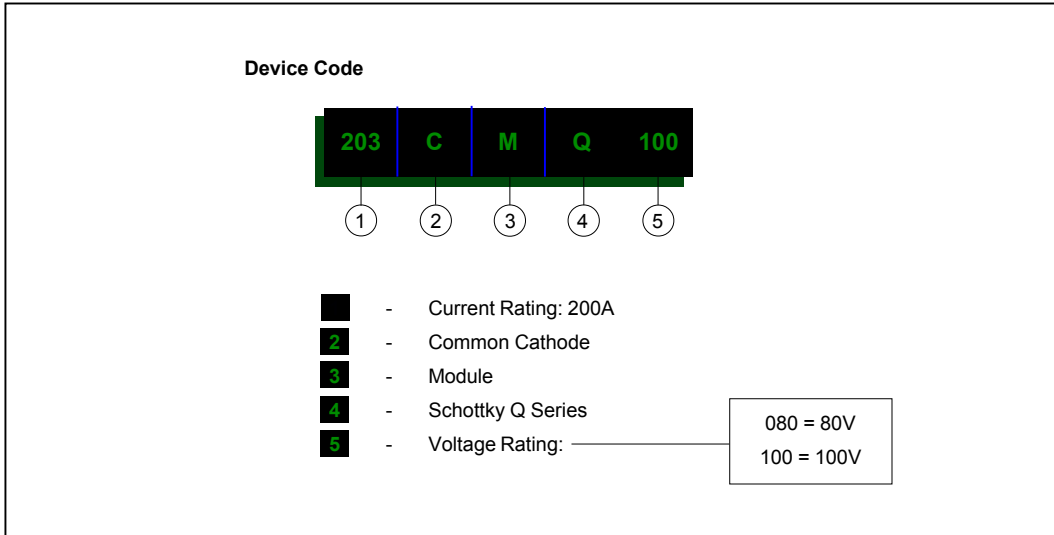 Device Code
203 C M Q 100
1 2 3 4 5
- Current Rating: 200A
2 - Common Cathode
3 - Module
4 - Schottky Q Series
5 - Voltage Rating:
080 = 80V
100 = 100V